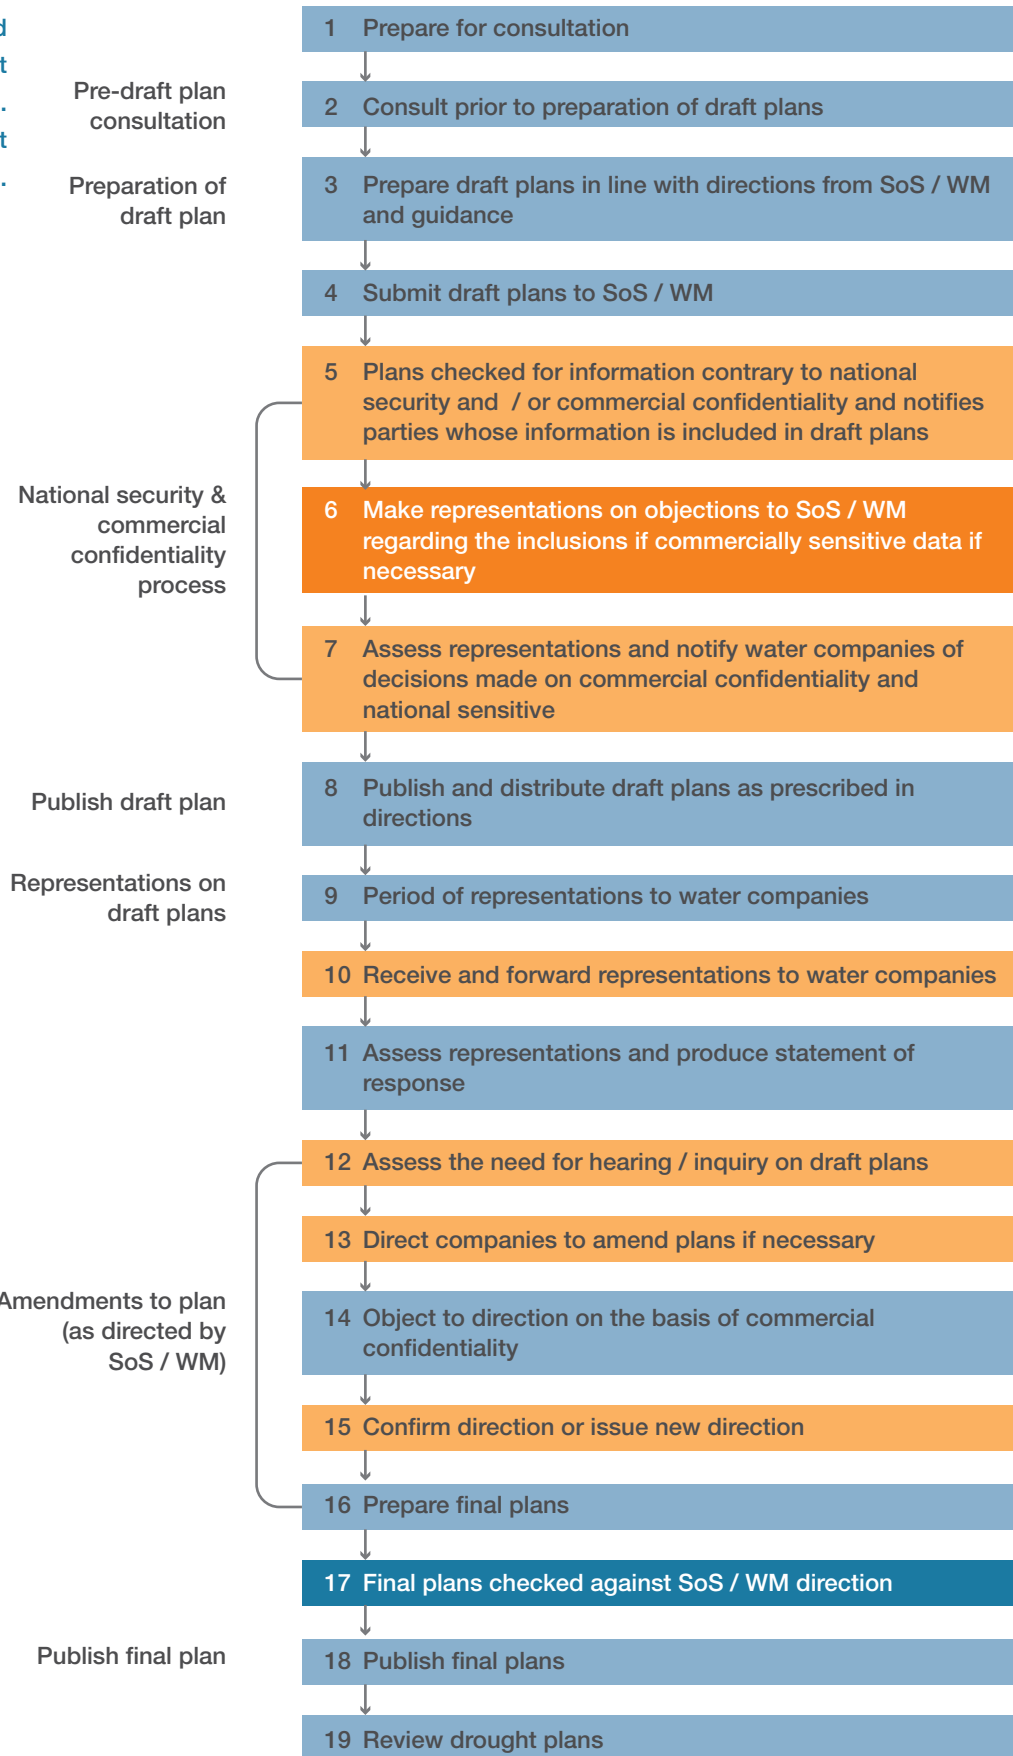 d
t
.
t
.
1 Prepare for consultation
Pre-draft plan
consultation
2 Consult prior to preparation of draft plans
Preparation of
draft plan
3 Prepare draft plans in line with directions from SoS / WM
and guidance
4 Submit draft plans to SoS / WM
National security &
commercial
confidentiality
process
5 Plans checked for information contrary to national
security and / or commercial confidentiality and notifies
parties whose information is included in draft plans
6 Make representations on objections to SoS / WM
regarding the inclusions if commercially sensitive data if
necessary
7 Assess representations and notify water companies of
decisions made on commercial confidentiality and
national sensitive
Publish draft plan
8 Publish and distribute draft plans as prescribed in
directions
Representations on
draft plans
9 Period of representations to water companies
10 Receive and forward representations to water companies
11 Assess representations and produce statement of
response
Amendments to plan
(as directed by
SoS / WM)
12 Assess the need for hearing / inquiry on draft plans
13 Direct companies to amend plans if necessary
14 Object to direction on the basis of commercial
confidentiality
15 Confirm direction or issue new direction
16 Prepare final plans
17 Final plans checked against SoS / WM direction
Publish final plan
18 Publish final plans
19 Review drought plans